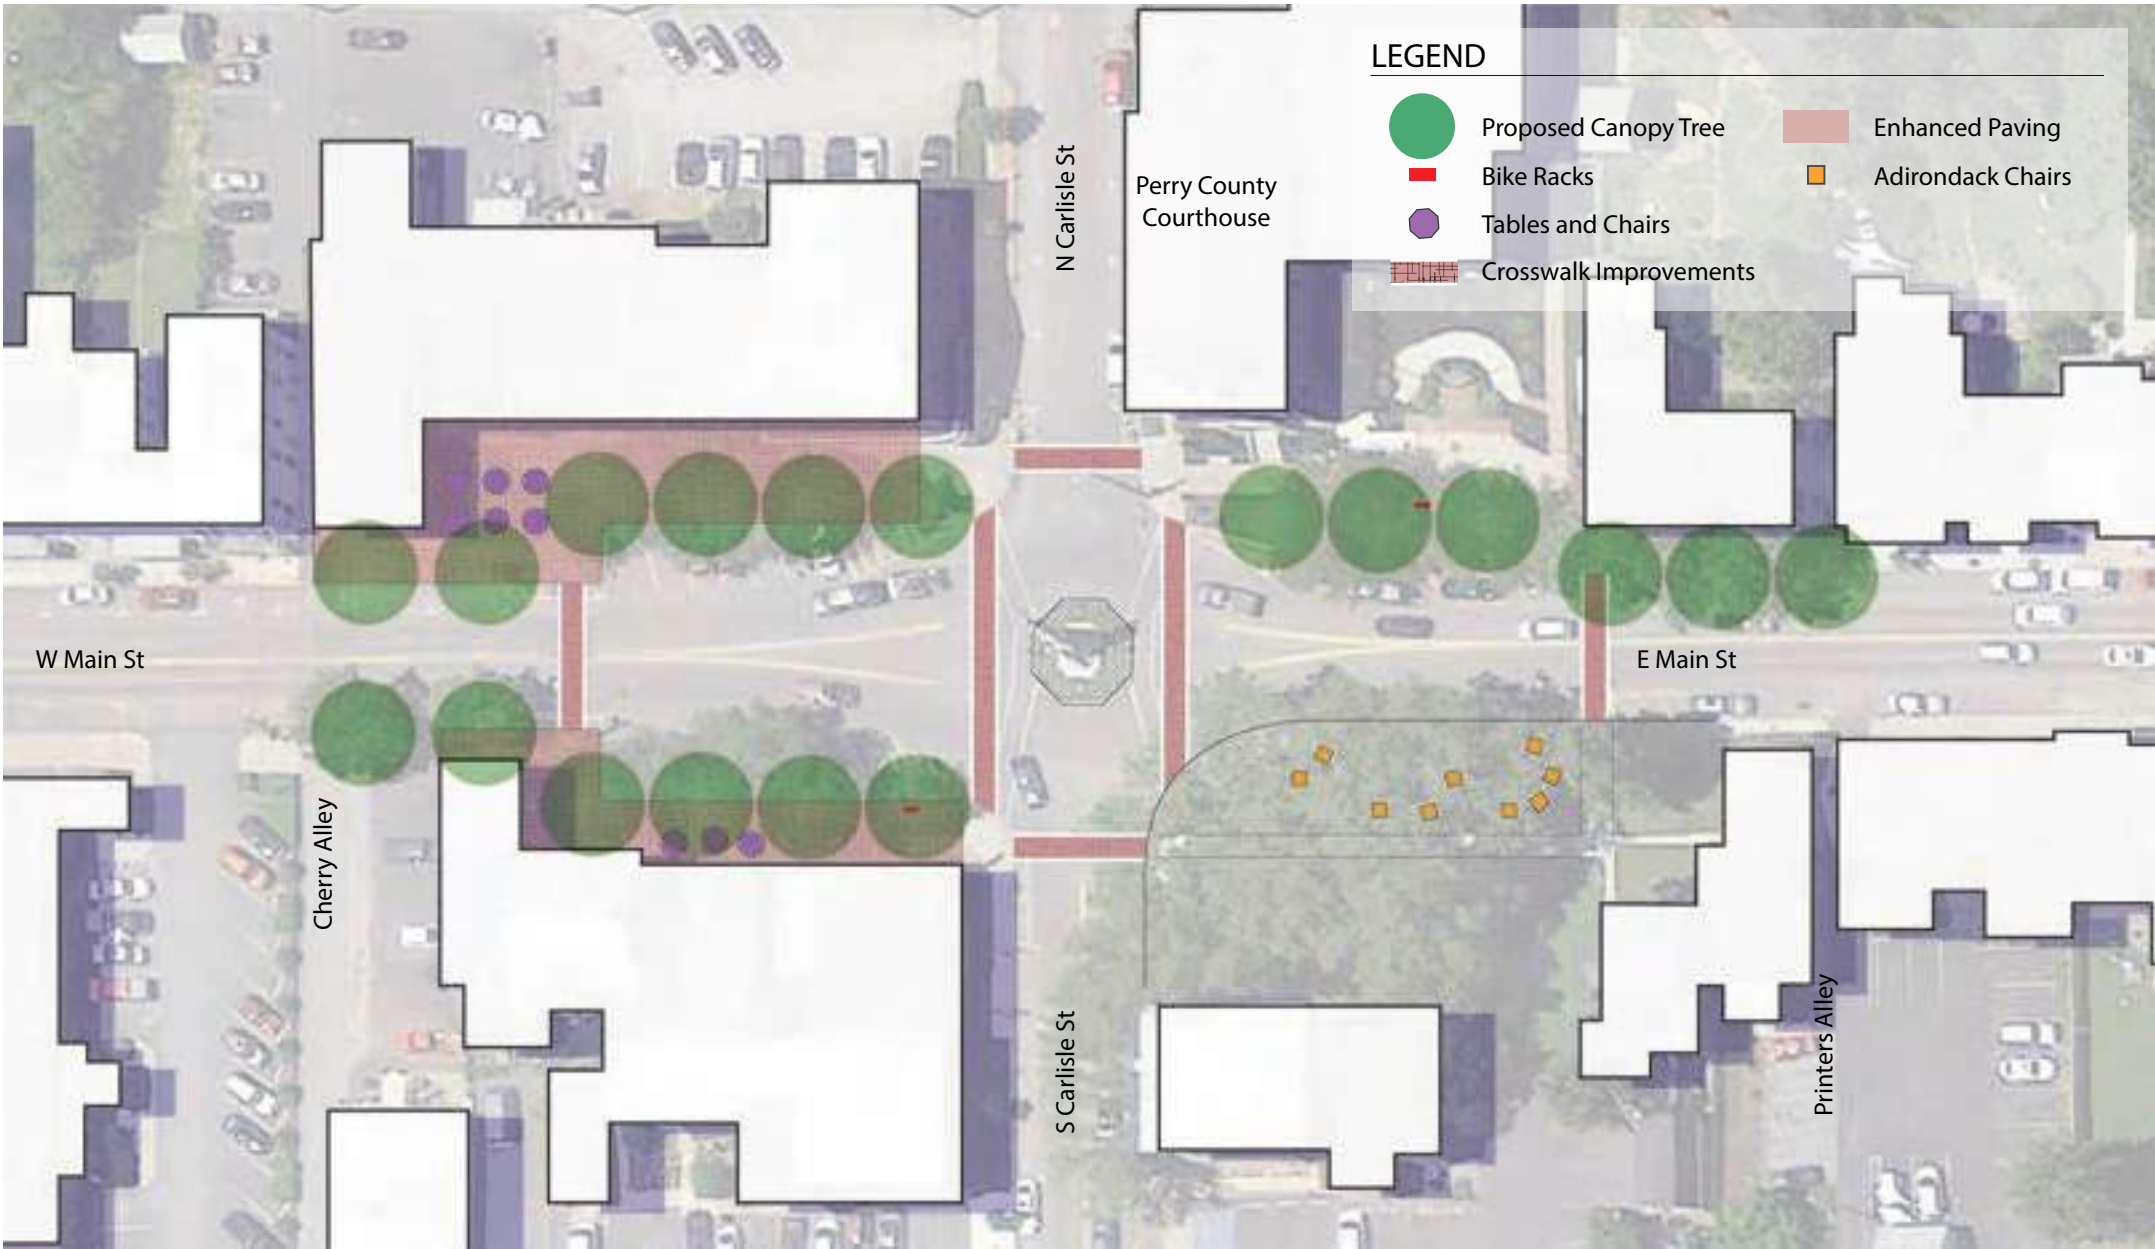 LEGEND
Proposed Canopy Tree
Enhanced Paving
Bike Racks
Adirondack Chairs
Tables and Chairs
Crosswalk Improvements
N Carlisle St
Perry County
Courthouse
W Main St
E Main St
Cherry Alley
S Carlisle St
Printers Alley